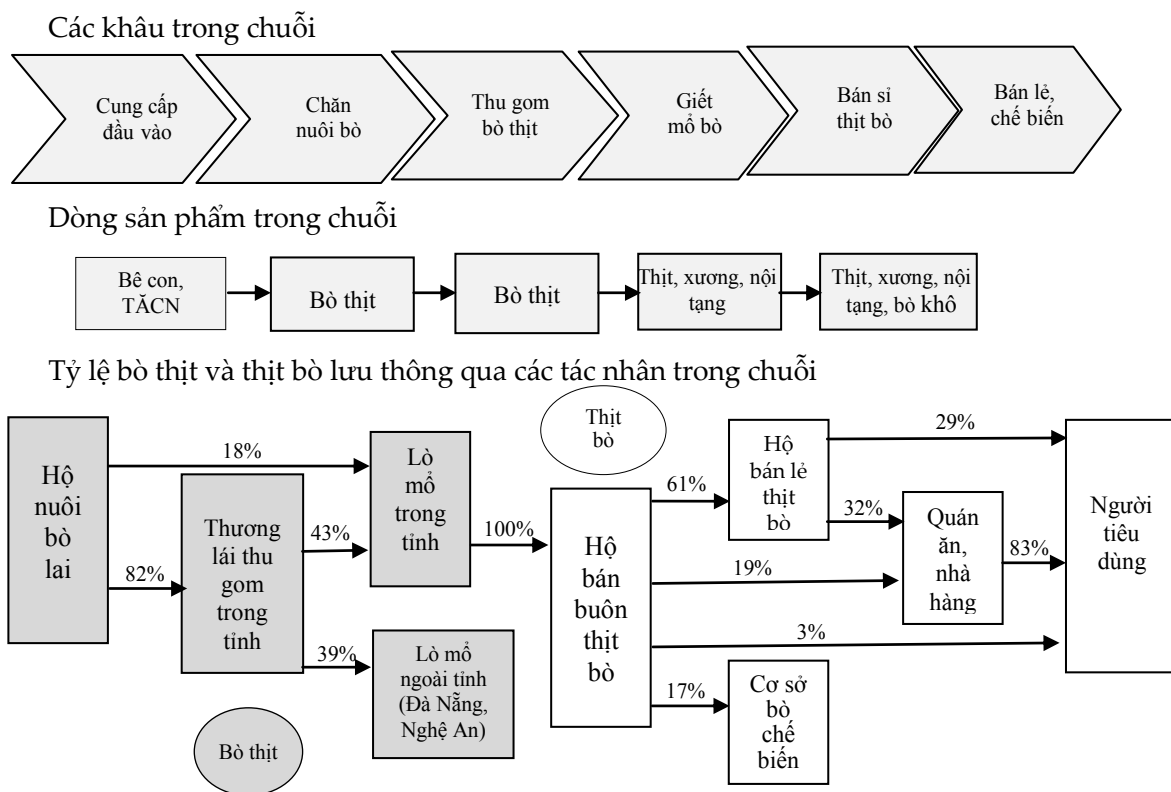 Các khâu trong chuỗi
Cung cấp
đầu vào
Chăn
nuôi bò
Thu gom
bò thịt
Giết
mổ bò
Bán sỉ
thịt bò
Bán lẻ,
chế biến
Dòng sản phẩm trong chuỗi
Bê con,
TĂCN
Bò thịt
Bò thịt
Thịt, xương, nội
tạng
Thịt, xương, nội
tạng, bò khô
Tỷ lệ bò thịt và thịt bò lưu thông qua các tác nhân trong chuỗi
Hộ
nuôi
bò
lai
18%
82%
Thương
lái thu
gom
trong
tỉnh
43%
39%
Lò
mổ
trong
tỉnh
Lò mổ
ngoài tỉnh
(Đà Nẵng,
Nghệ An)
Bò thịt
100%
Thịt
bò
Hộ
bán
buôn
thịt
bò
61%
19%
3%
17%
Hộ
bán lẻ
thịt
bò
29%
32%
Quán
ăn,
nhà
hàng
83%
Cơ sở
bò
chế
biến
Người
tiêu
dùng